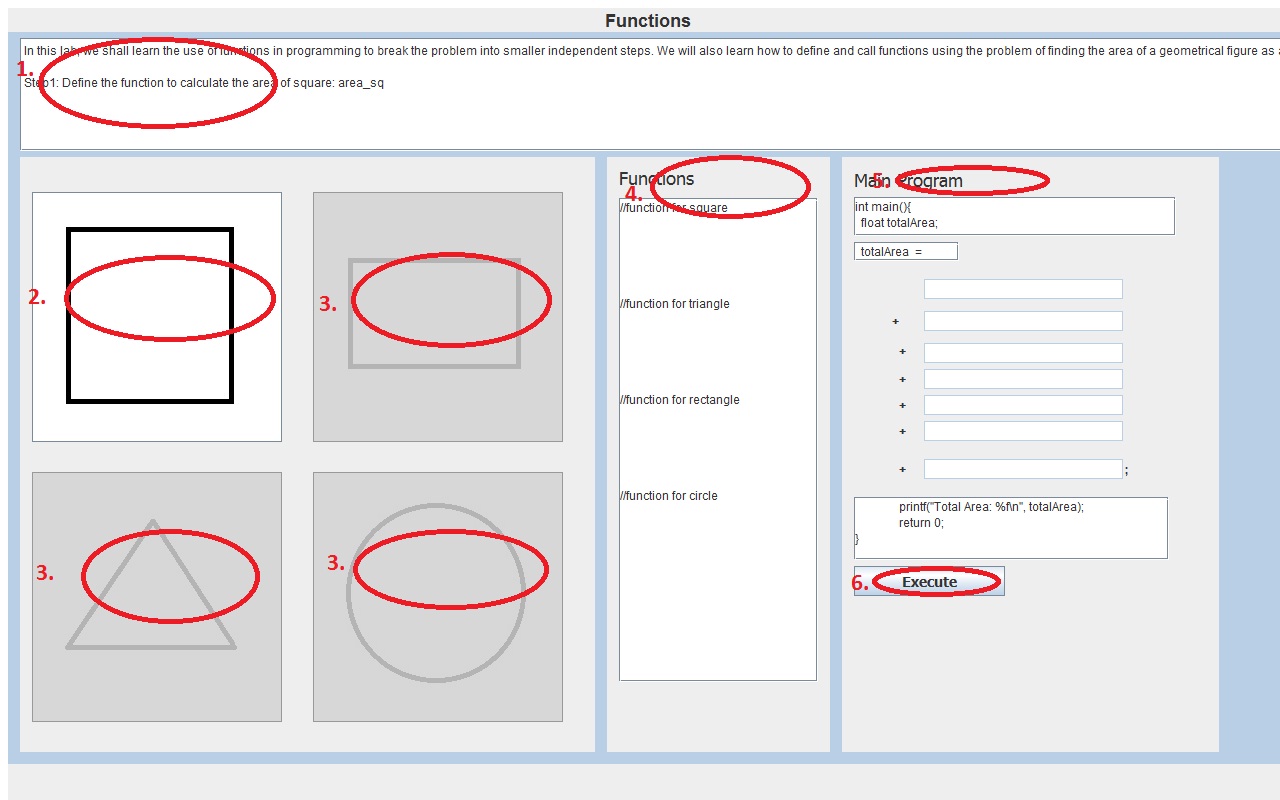 Functions
In this lab, we shall learn the use of functions in programming to break the problem into smaller independent steps. We will also learn how to define and call functions using the problem of finding the area of a geometrical figure as
1.
Step1: Define the function to calculate the area of square: area_sq
2.
3.
3.
3.
Functions
4.
//function for square
//function for triangle
//function for rectangle
//function for circle
Main Program
5.
int main(){
float totalArea;
totalArea =
+
+
+
+
+
+ ;
printf("Total Area: %f\n", totalArea);
return 0;
}
6. Execute